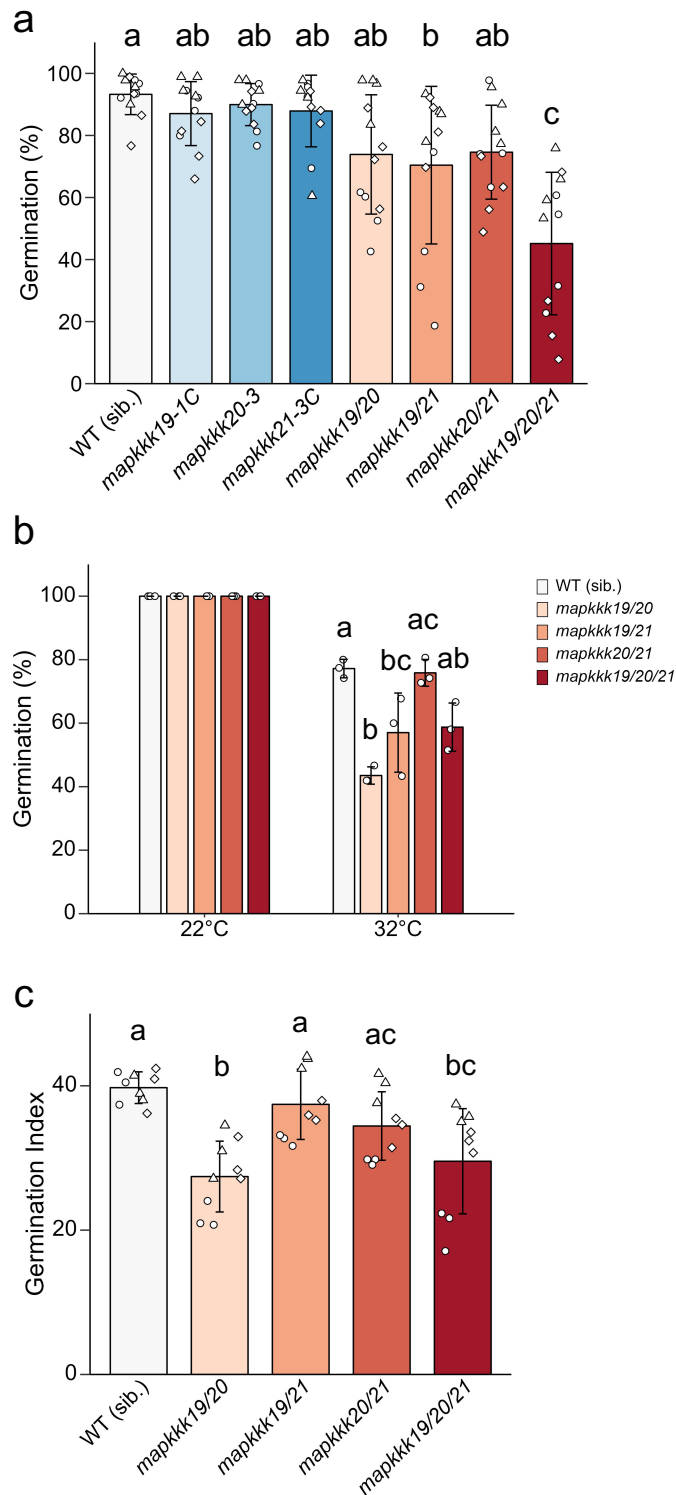 a
a ab ab ab ab b ab c
Germination (%)
100
80
60
40
20
0
WT (sib.)
mapkkk19-1C
mapkkk20-3
mapkkk21-3C
mapkkk19/20
mapkkk19/21
mapkkk20/21
mapkkk19/20/21
b
Germination (%)
100
80
60
40
20
0
a b bc ac ab
22°C 32°C
WT (sib.)
mapkkk19/20
mapkkk19/21
mapkkk20/21
mapkkk19/20/21
c
a b a ac bc
Germination Index
40
20
0
WT (sib.)
mapkkk19/20
mapkkk19/21
mapkkk20/21
mapkkk19/20/21